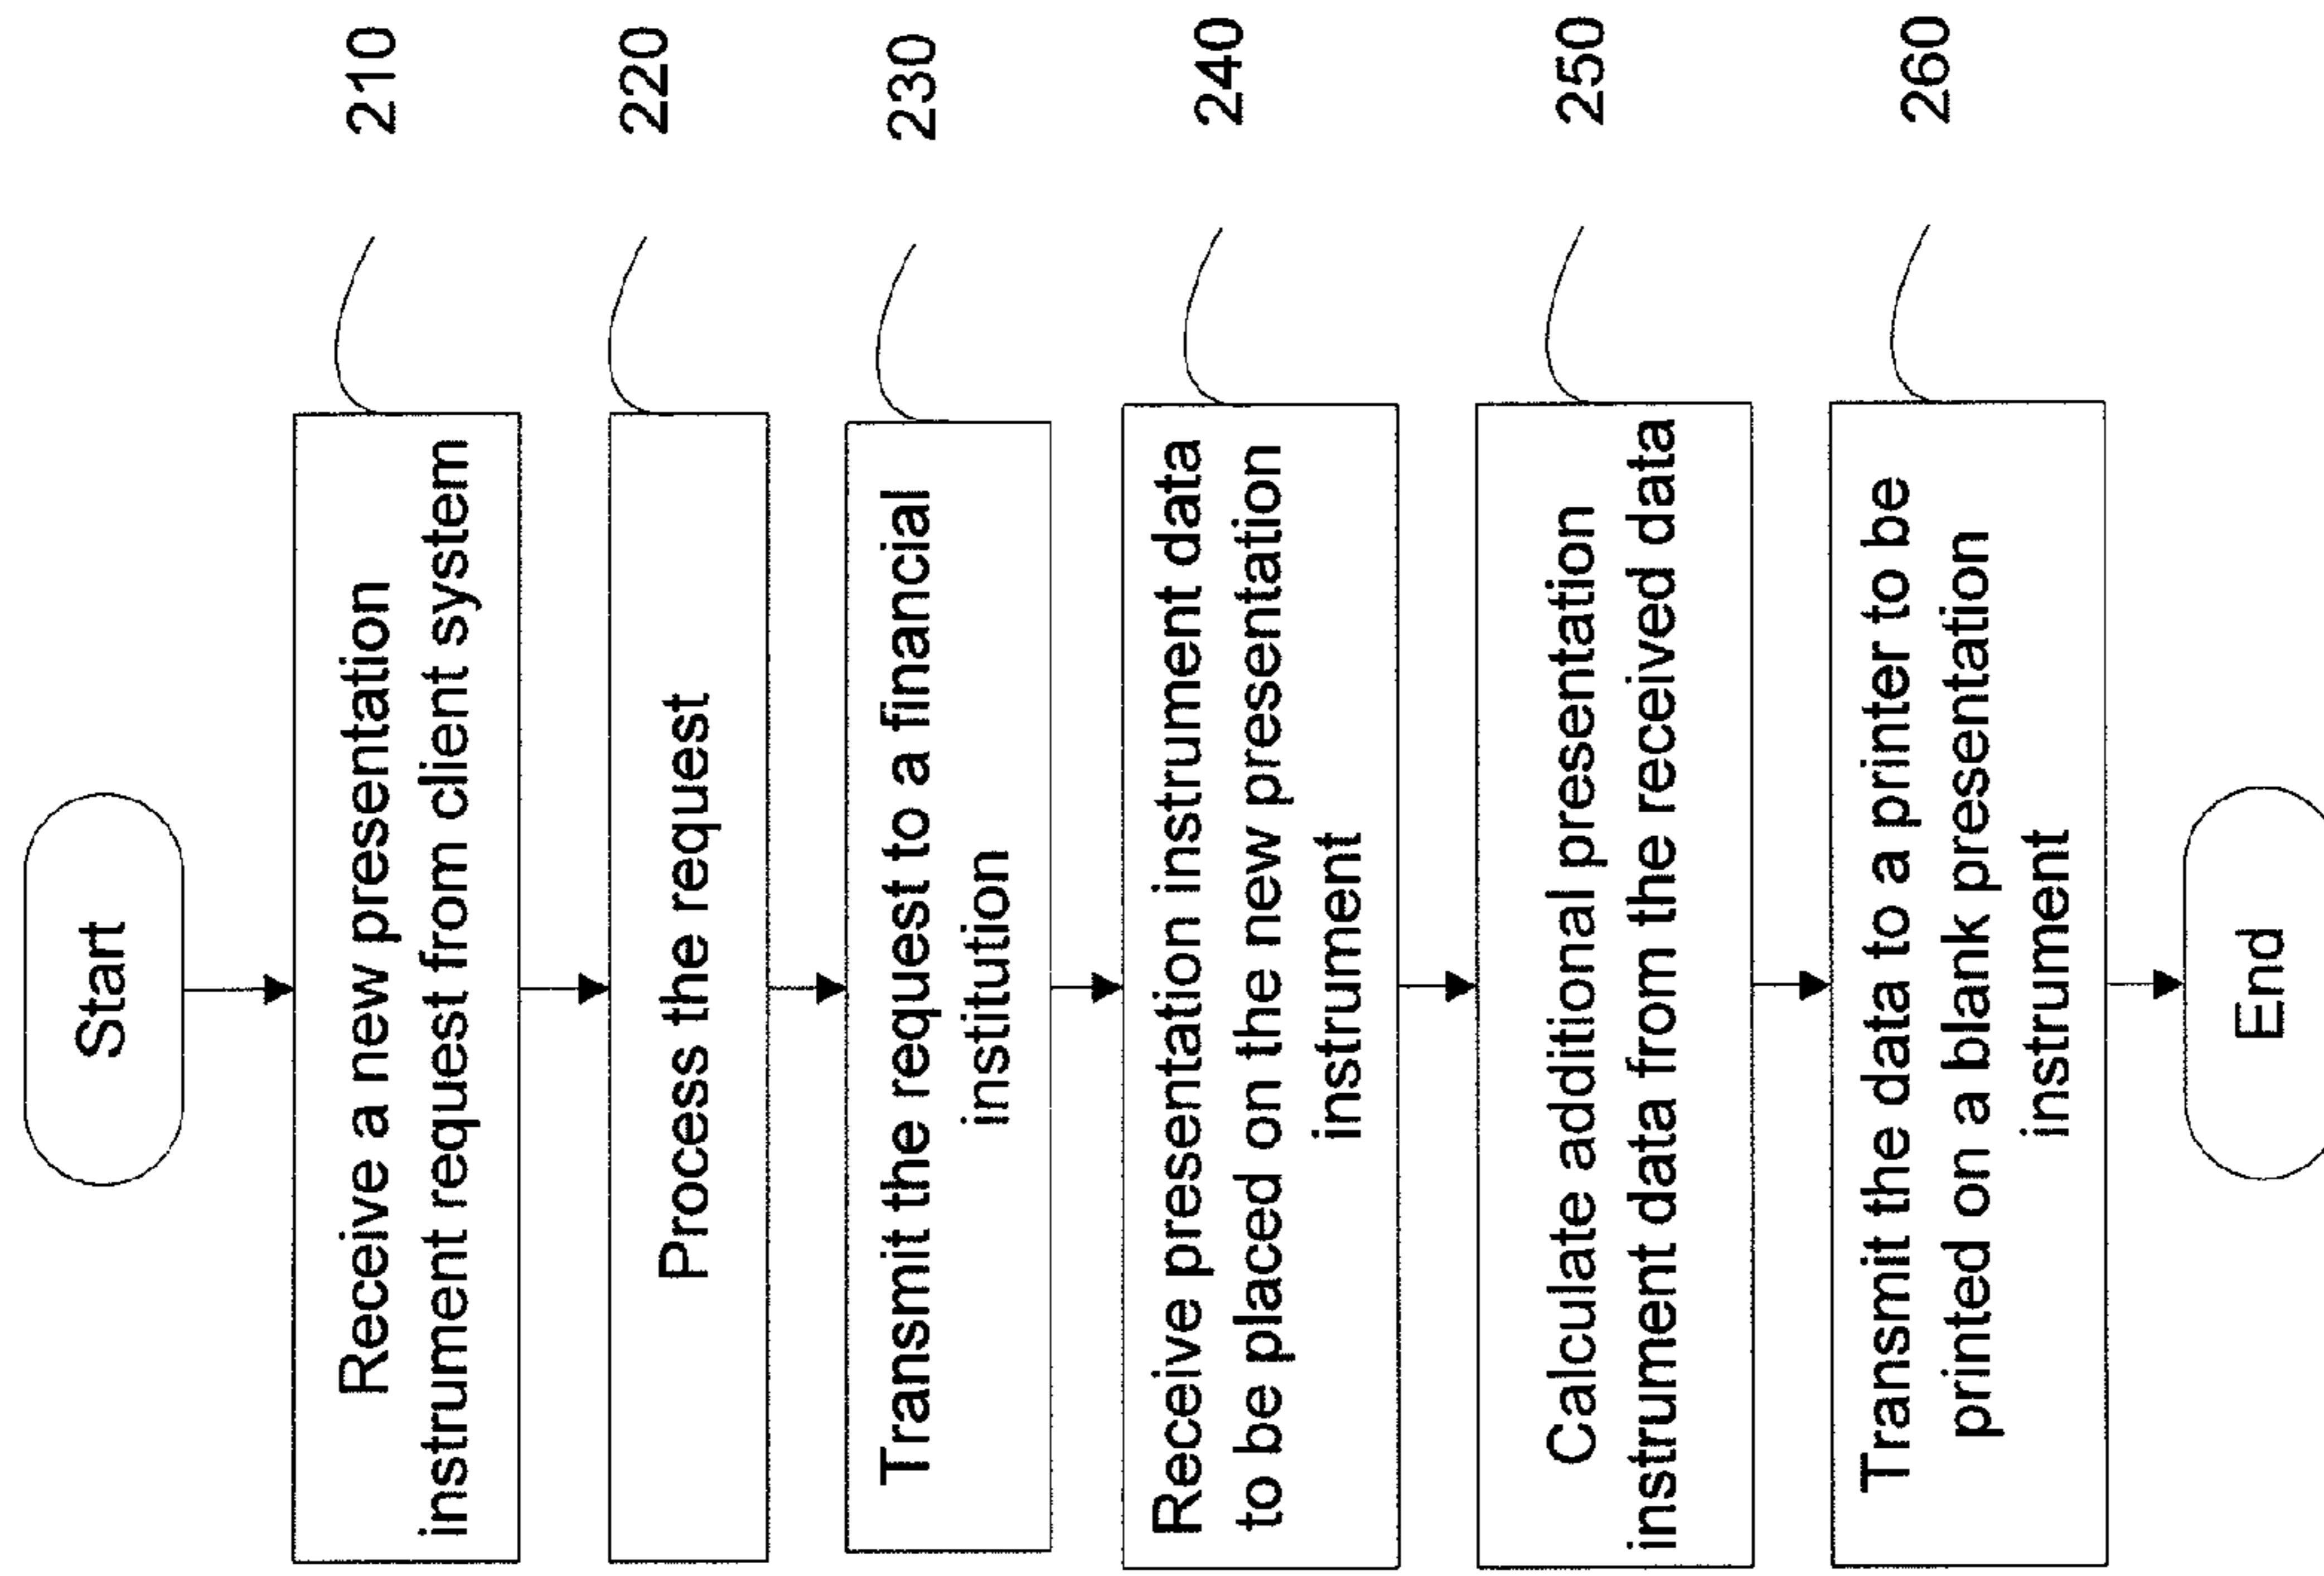 Start
Receive a new presentation
instrument request from client system
210
Process the request
220
Transmit the request to a financial
institution
230
Receive presentation instrument data
to be placed on the new presentation
instrument
240
Calculate additional presentation
instrument data from the received data
250
Transmit the data to a printer to be
printed on a blank presentation
instrument
260
End